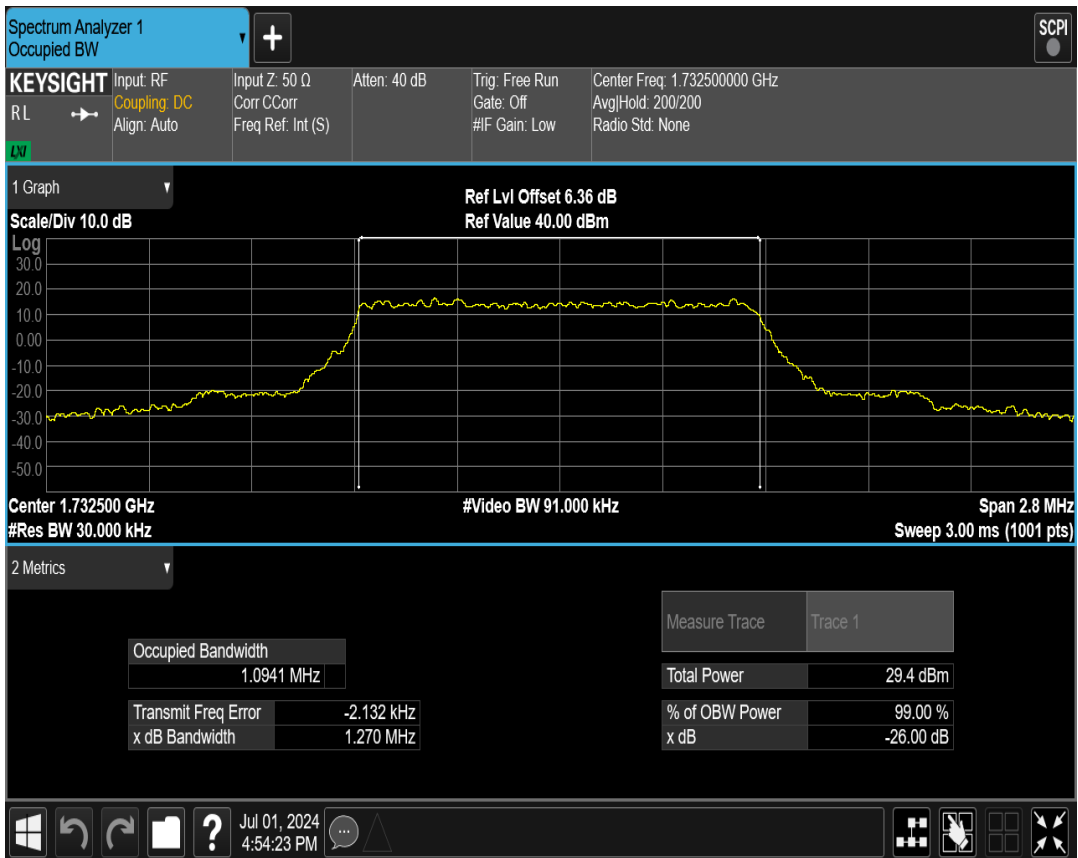 Spectrum Analyzer 1
Occupied BW
+
SCPI
KEYSIGHT
R L
LXI
Input: RF
Coupling: DC
Align: Auto
Input Z: 50 Ω
Corr CCorr
Freq Ref: Int (S)
Atten: 40 dB
Trig: Free Run
Gate: Off
#IF Gain: Low
Center Freq: 1.732500000 GHz
Avg|Hold: 200/200
Radio Std: None
1 Graph
Ref Lvl Offset 6.36 dB
Scale/Div 10.0 dB
Ref Value 40.00 dBm
Log
30.0
20.0
10.0
0.00
-10.0
-20.0
-30.0
-40.0
-50.0
Center 1.732500 GHz
#Video BW 91.000 kHz
Span 2.8 MHz
#Res BW 30.000 kHz
Sweep 3.00 ms (1001 pts)
2 Metrics
Measure Trace
Trace 1
Occupied Bandwidth
1.0941 MHz
Total Power
29.4 dBm
Transmit Freq Error
-2.132 kHz
% of OBW Power
99.00 %
x dB Bandwidth
1.270 MHz
x dB
-26.00 dB
?
Jul 01, 2024
4:54:23 PM